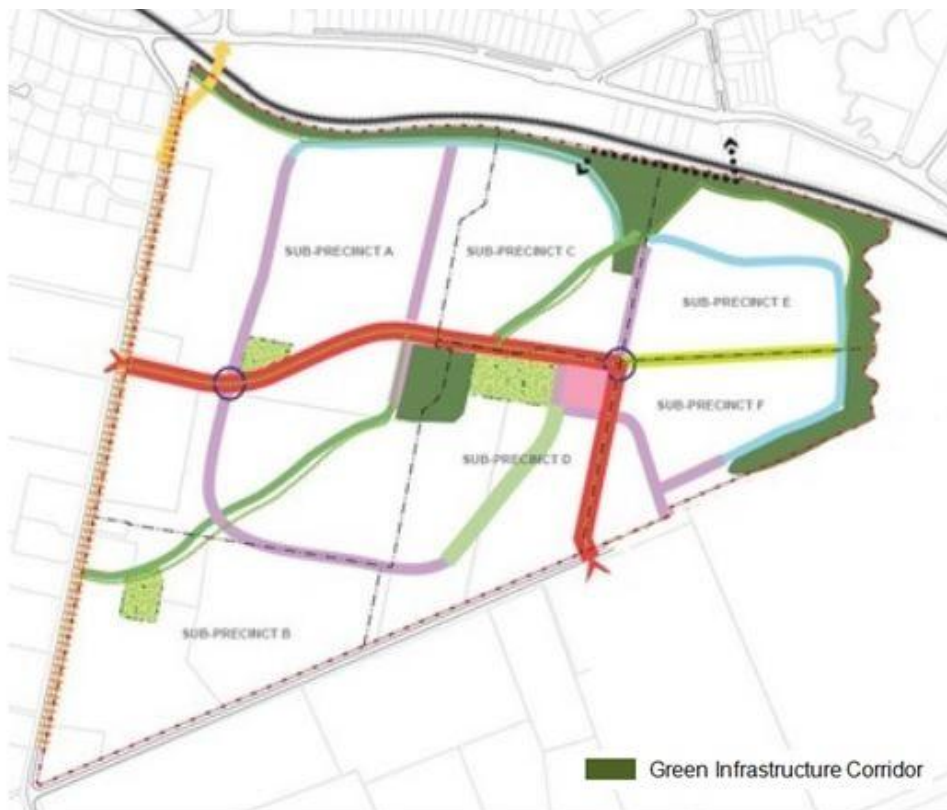 SUB-PRECINCT A
SUB-PRECINCT C
SUB-PRECINCT E
SUB-PRECINCT F
SUB-PRECINCT D
SUB-PRECINCT B
Green Infrastructure Corridor